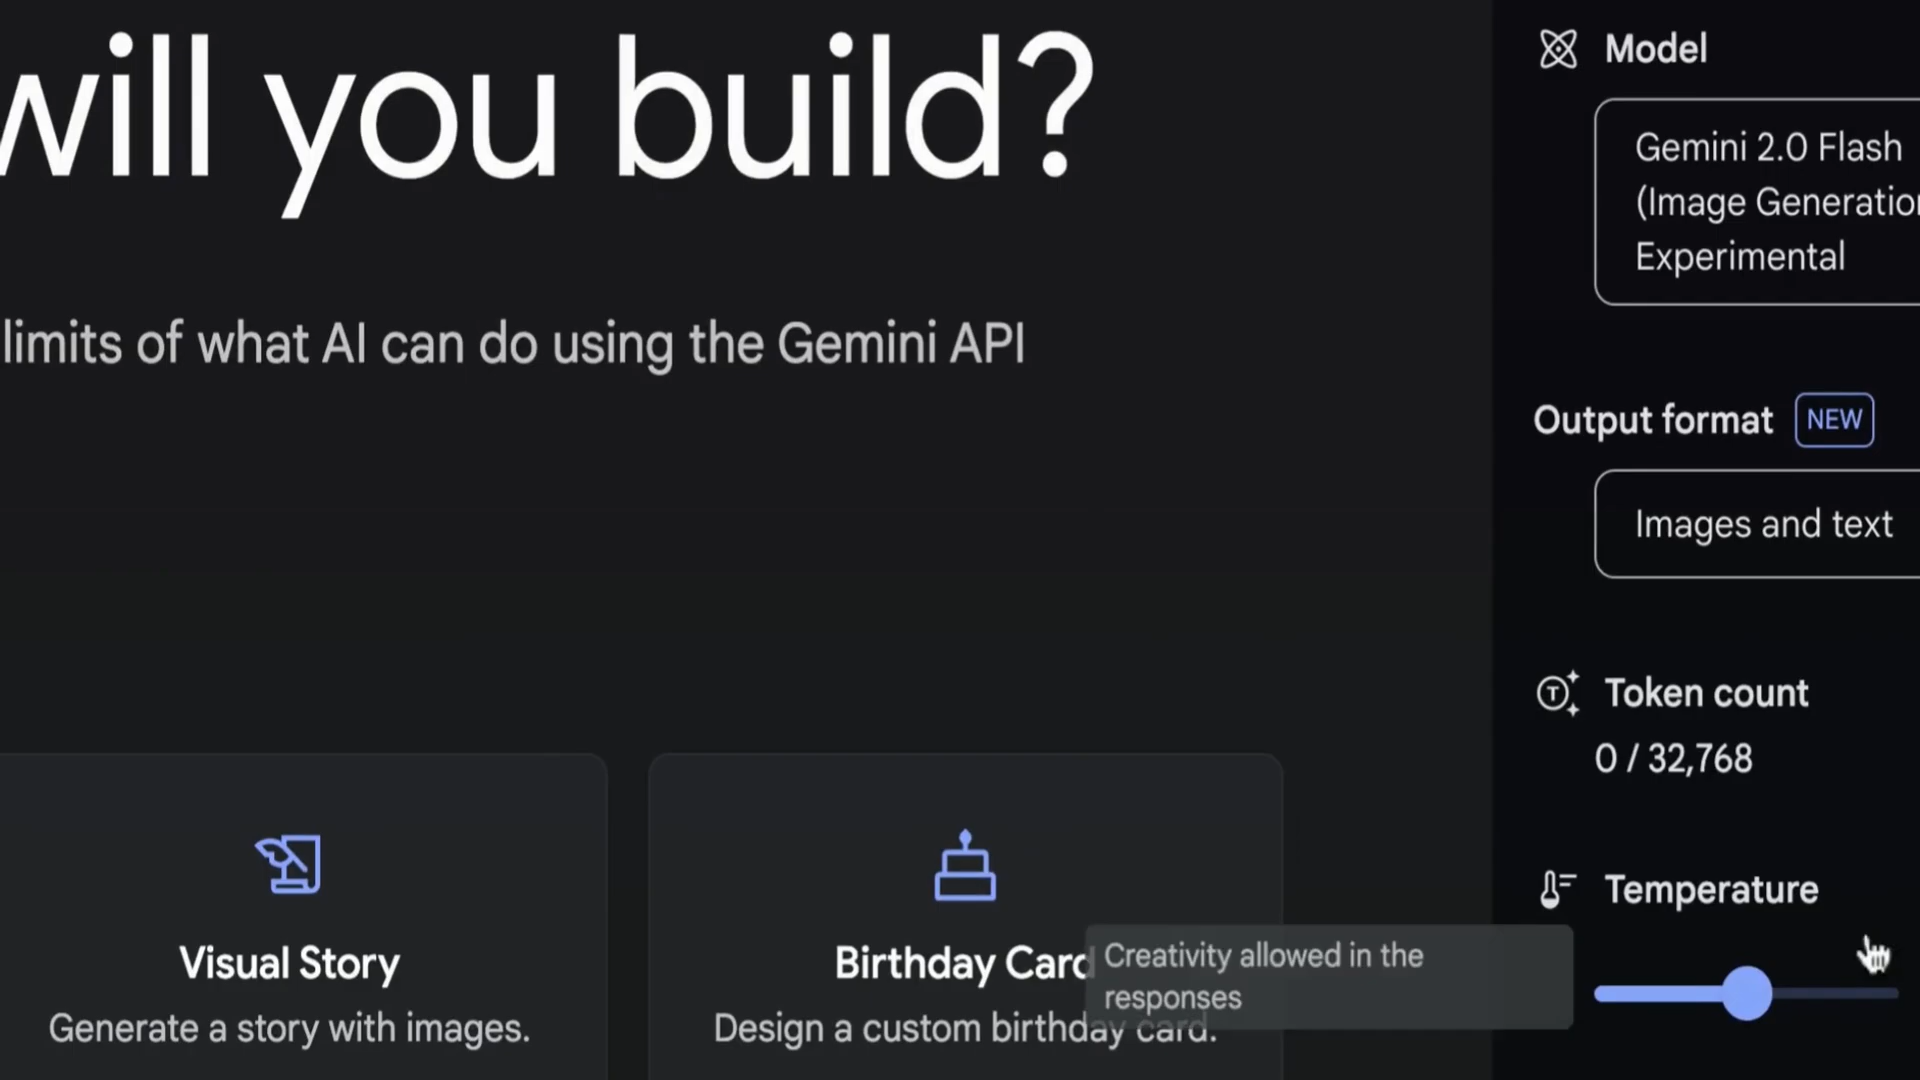 will you build?
limits of what AI can do using the Gemini API
Visual Story
Generate a story with images.
Birthday Card
Design a custom birthday card.
Creativity allowed in the
responses
Model
Gemini 2.0 Flash
(Image Generation
Experimental
Output format NEW
Images and text
Token count
0 / 32,768
Temperature